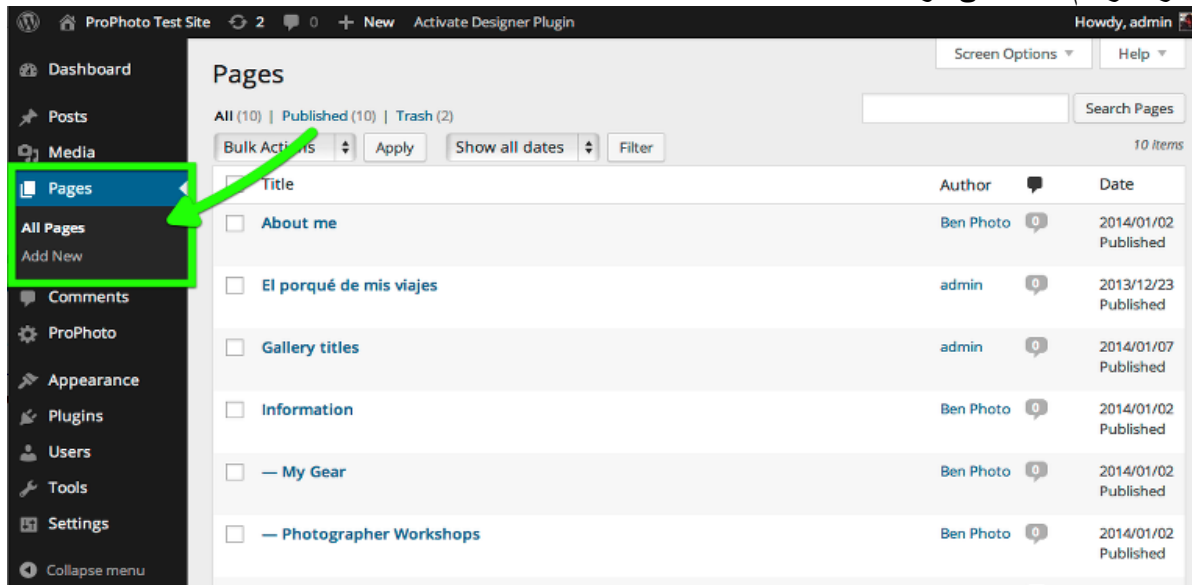 ProPhoto Test Site 2 0 + New Activate Designer Plugin Howdy, admin
Screen Options Help
Dashboard
Posts
Media
Pages
All Pages
Add New
Comments
ProPhoto
Appearance
Plugins
Users
Tools
Settings
Collapse menu
Pages
All (10) | Published (10) | Trash (2)
Search Pages
Bulk Actions Apply Show all dates Filter 10 items
Title Author Date
About me Ben Photo 0 2014/01/02
Published
El porqué de mis viajes admin 0 2013/12/23
Published
Gallery titles admin 0 2014/01/07
Published
Information Ben Photo 0 2014/01/02
Published
— My Gear Ben Photo 0 2014/01/02
Published
— Photographer Workshops Ben Photo 0 2014/01/02
Published